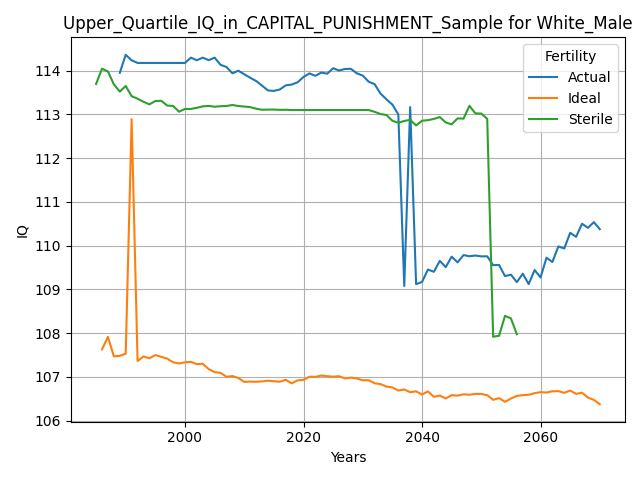 Upper_Quartile_IQ_in_CAPITAL_PUNISHMENT_Sample for White_Male
Fertility
Actual
Ideal
Sterile
114
113
112
111
110
109
108
107
106
IQ
2000
2020
2040
2060
Years